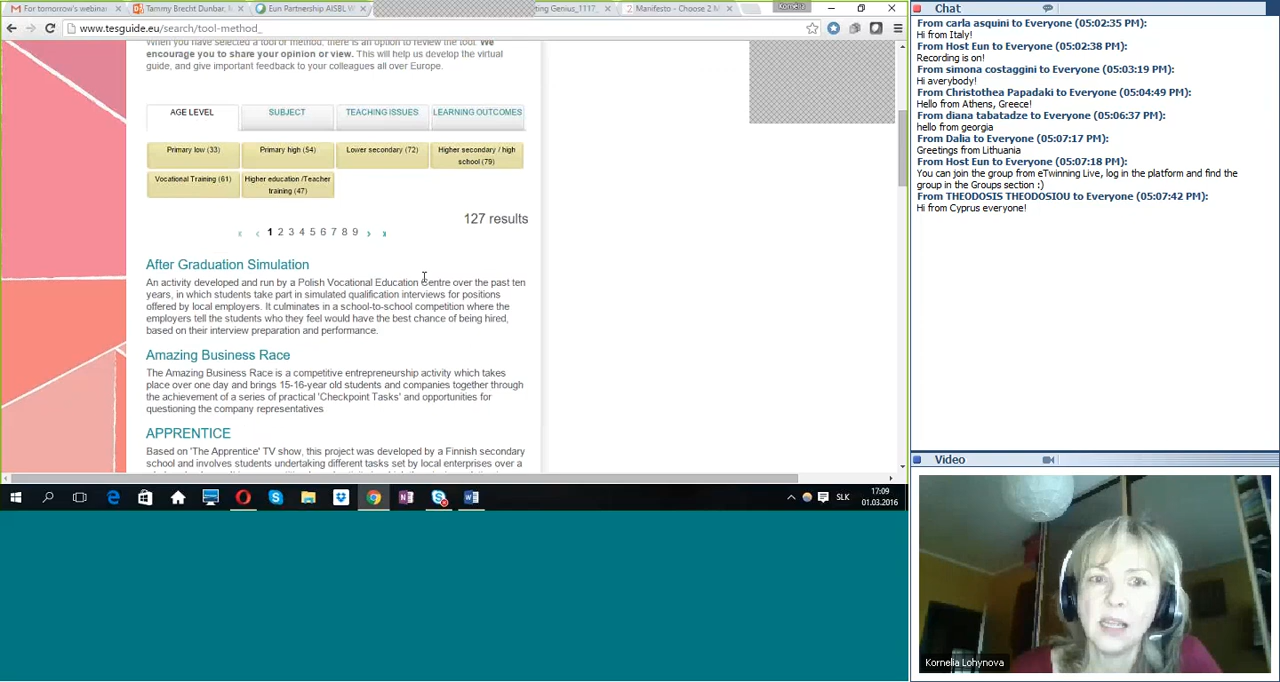 For tomorrow's webinar
Tammy Brecht Dunbar, M
Eun Partnership AISBL W
ting Genius_1117_
Manifesto - Choose 2 M
Kornélia
www.tesguide.eu/search/tool-method_
When you have selected a tool or method, there is an option to review the tool. We
encourage you to share your opinion or view. This will help us develop the virtual
guide, and give important feedback to your colleagues all over Europe.
AGE LEVEL
SUBJECT
TEACHING ISSUES
LEARNING OUTCOMES
Primary low (33)
Primary high (54)
Lower secondary (72)
Higher secondary / high
school (79)
Vocational Training (61)
Higher education /Teacher
training (47)
127 results
« ‹ 1 2 3 4 5 6 7 8 9 › »
After Graduation Simulation
An activity developed and run by a Polish Vocational Education Centre over the past ten
years, in which students take part in simulated qualification interviews for positions
offered by local employers. It culminates in a school-to-school competition where the
employers tell the students who they feel would have the best chance of being hired,
based on their interview preparation and performance.
Amazing Business Race
The Amazing Business Race is a competitive entrepreneurship activity which takes
place over one day and brings 15-16-year old students and companies together through
the achievement of a series of practical 'Checkpoint Tasks' and opportunities for
questioning the company representatives
APPRENTICE
Based on 'The Apprentice' TV show, this project was developed by a Finnish secondary
school and involves students undertaking different tasks set by local enterprises over a
SLK
17:09
01.03.2016
Chat
From carla asquini to Everyone (05:02:35 PM):
Hi from Italy!
From Host Eun to Everyone (05:02:38 PM):
Recording is on!
From simona costaggini to Everyone (05:03:19 PM):
Hi averybody!
From Christothea Papadaki to Everyone (05:04:49 PM):
Hello from Athens, Greece!
From diana tabatadze to Everyone (05:06:37 PM):
hello from georgia
From Dalia to Everyone (05:07:17 PM):
Greetings from Lithuania
From Host Eun to Everyone (05:07:18 PM):
You can join the group from eTwinning Live, log in the platform and find the
group in the Groups section :)
From THEODOSIS THEODOSIOU to Everyone (05:07:42 PM):
Hi from Cyprus everyone!
Video
Kornelia Lohynova